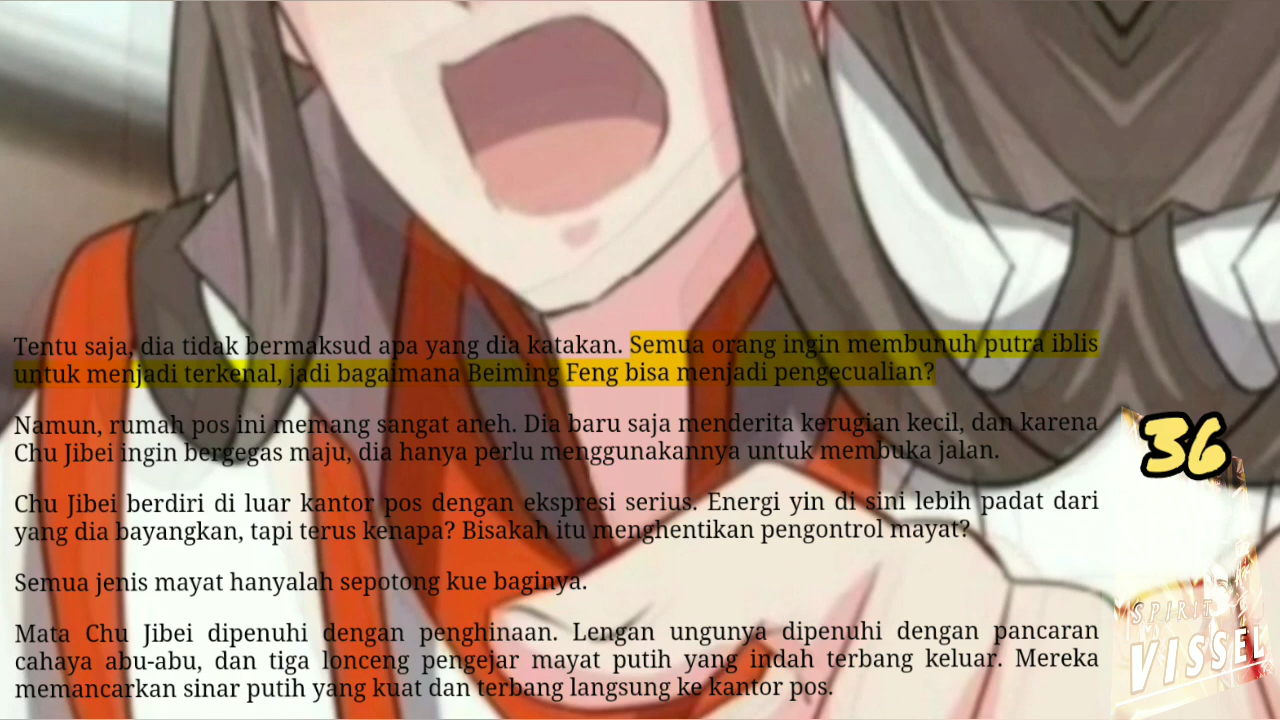 Tentu saja, dia tidak bermaksud apa yang dia katakan. Semua orang ingin membunuh putra iblis
untuk menjadi terkenal, jadi bagaimana Beiming Feng bisa menjadi pengecualian?
Namun, rumah pos ini memang sangat aneh. Dia baru saja menderita kerugian kecil, dan karena
Chu Jibei ingin bergegas maju, dia hanya perlu menggunakannya untuk membuka jalan.
Chu Jibei berdiri di luar kantor pos dengan ekspresi serius. Energi yin di sini lebih padat dari
yang dia bayangkan, tapi terus kenapa? Bisakah itu menghentikan pengontrol mayat?
Semua jenis mayat hanyalah sepotong kue baginya.
Mata Chu Jibei dipenuhi dengan penghinaan. Lengan ungunya dipenuhi dengan pancaran
cahaya abu-abu, dan tiga lonceng pengejar mayat putih yang indah terbang keluar. Mereka
memancarkan sinar putih yang kuat dan terbang langsung ke kantor pos.
36
SPIRIT
VISSEL